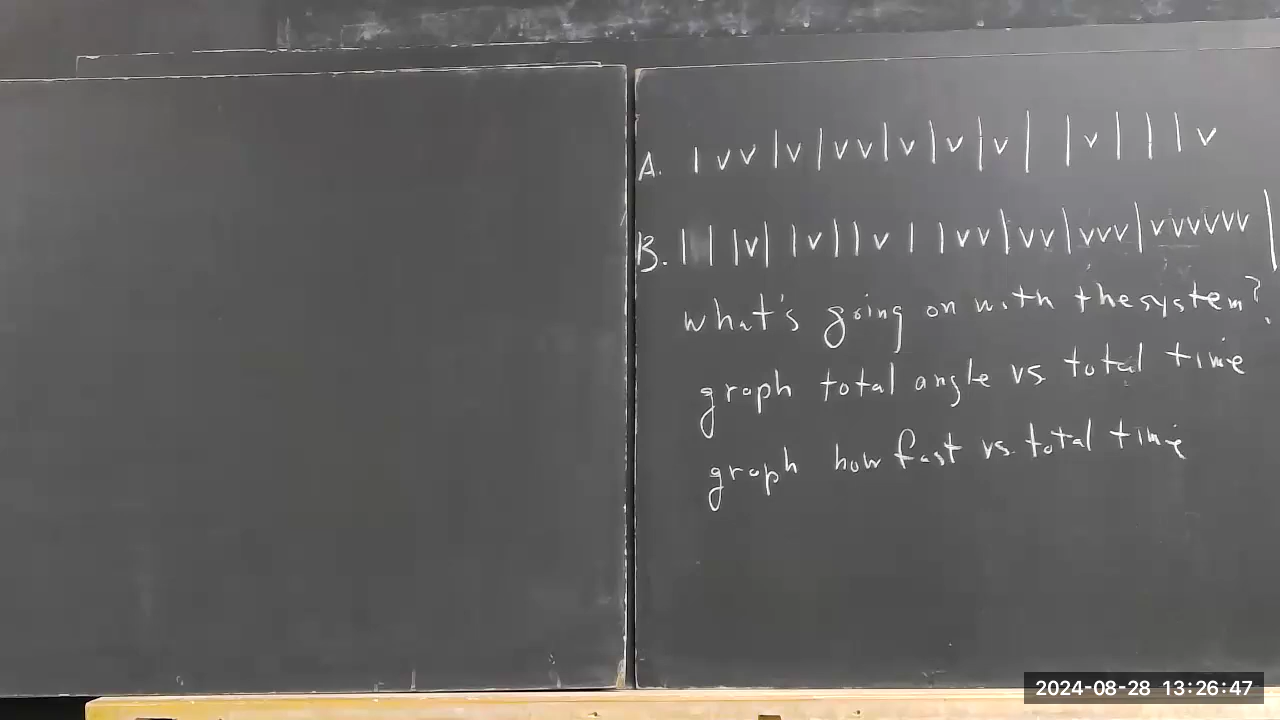 A. | v v | v | v v | v | v | v | | v | | | v
B. | | | v | | v | | v | | v v | v v | v v v | v v v v v v |
what's going on with the system?
graph total angle vs. total time
graph how fast vs. total time
2024-08-28 13:26:47